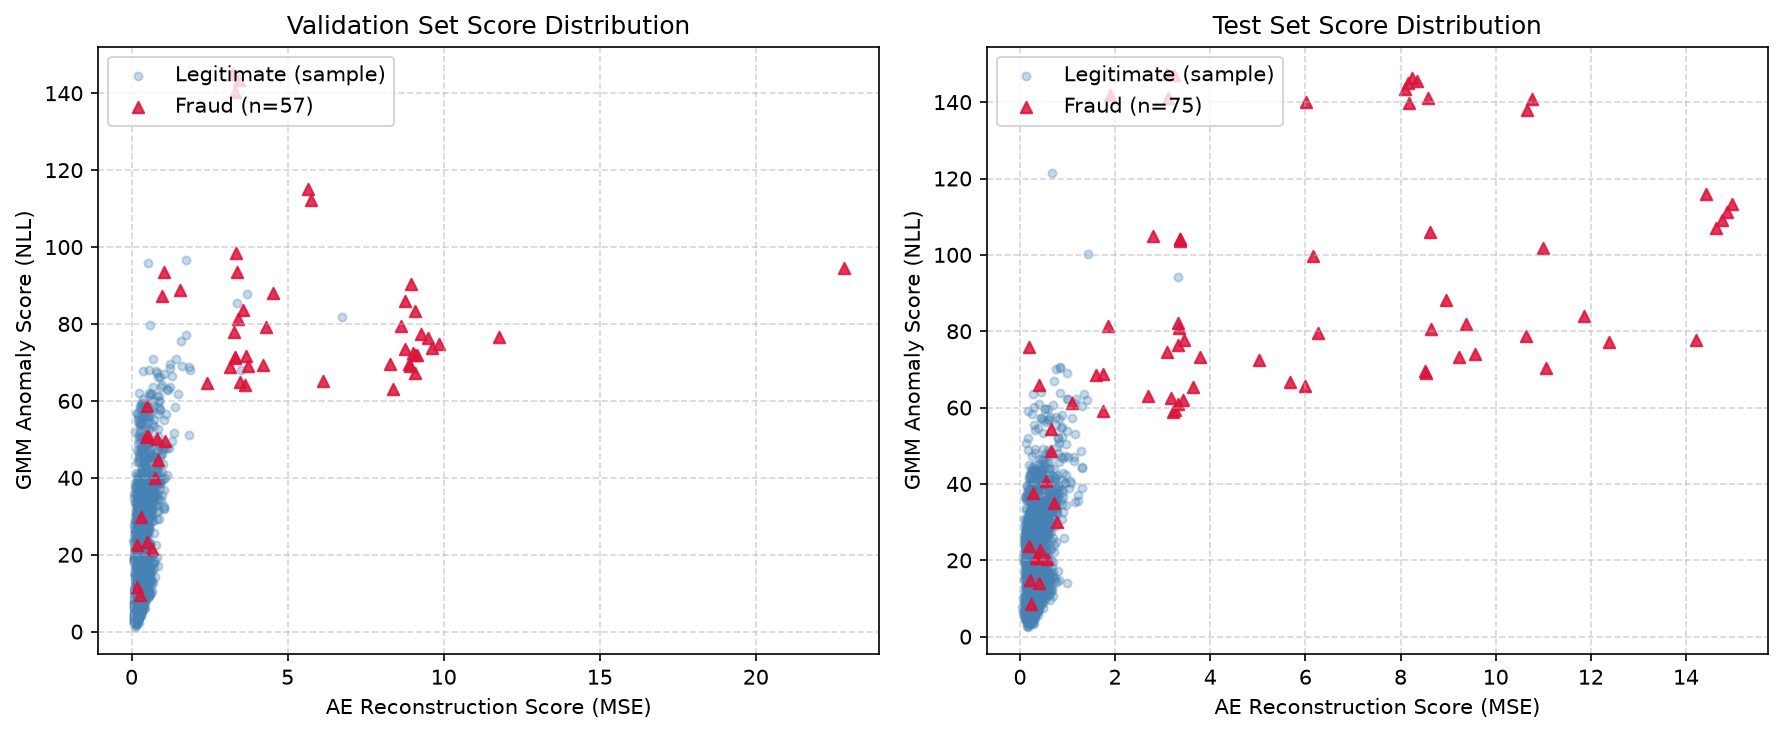 Validation Set Score Distribution
Legitimate (sample)
Fraud (n=57)
GMM Anomaly Score (NLL)
140
120
100
80
60
40
20
0
0 5 10 15 20
AE Reconstruction Score (MSE)
Test Set Score Distribution
Legitimate (sample)
Fraud (n=75)
GMM Anomaly Score (NLL)
140
120
100
80
60
40
20
0
0 2 4 6 8 10 12 14
AE Reconstruction Score (MSE)